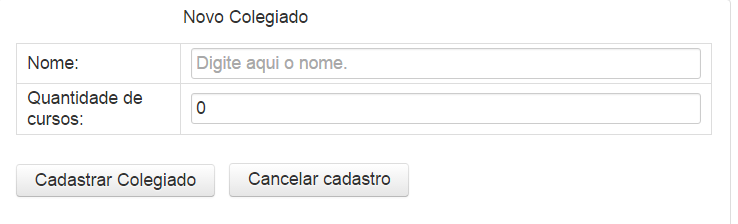 Novo Colegiado
Nome:
Digite aqui o nome.
Quantidade de
cursos:
0
Cadastrar Colegiado
Cancelar cadastro